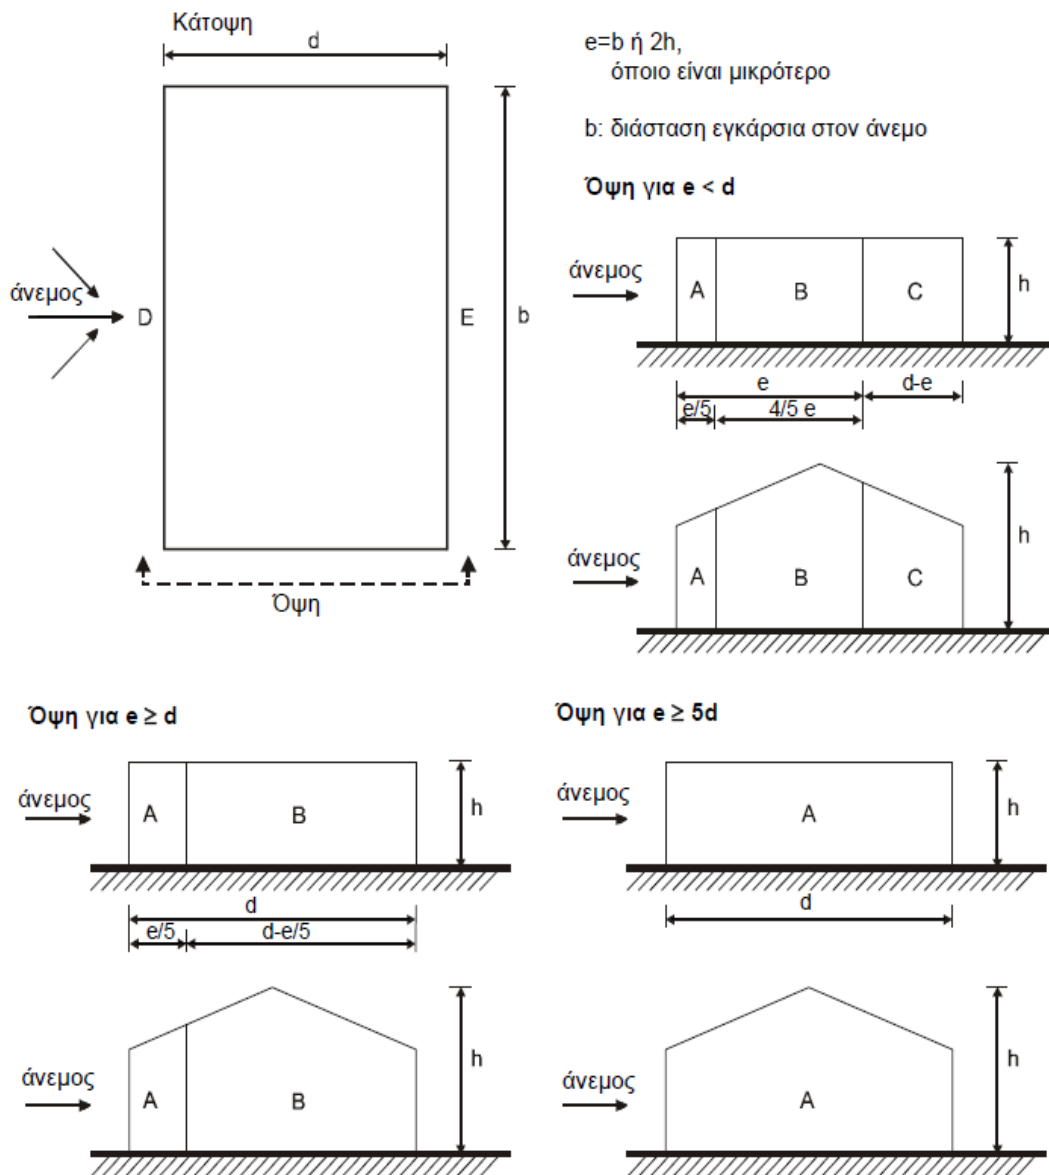 Κάτοψη
d
άνεμος
D
E
b
Όψη
e=b ή 2h,
όποιο είναι μικρότερο
b: διάσταση εγκάρσια στον άνεμο
Όψη για e < d
άνεμος
A
B
C
h
e
d-e
e/5
4/5 e
άνεμος
A
B
C
h
Όψη για e ≥ d
άνεμος
A
B
h
d
e/5
d-e/5
άνεμος
A
B
h
Όψη για e ≥ 5d
άνεμος
A
h
d
άνεμος
A
h